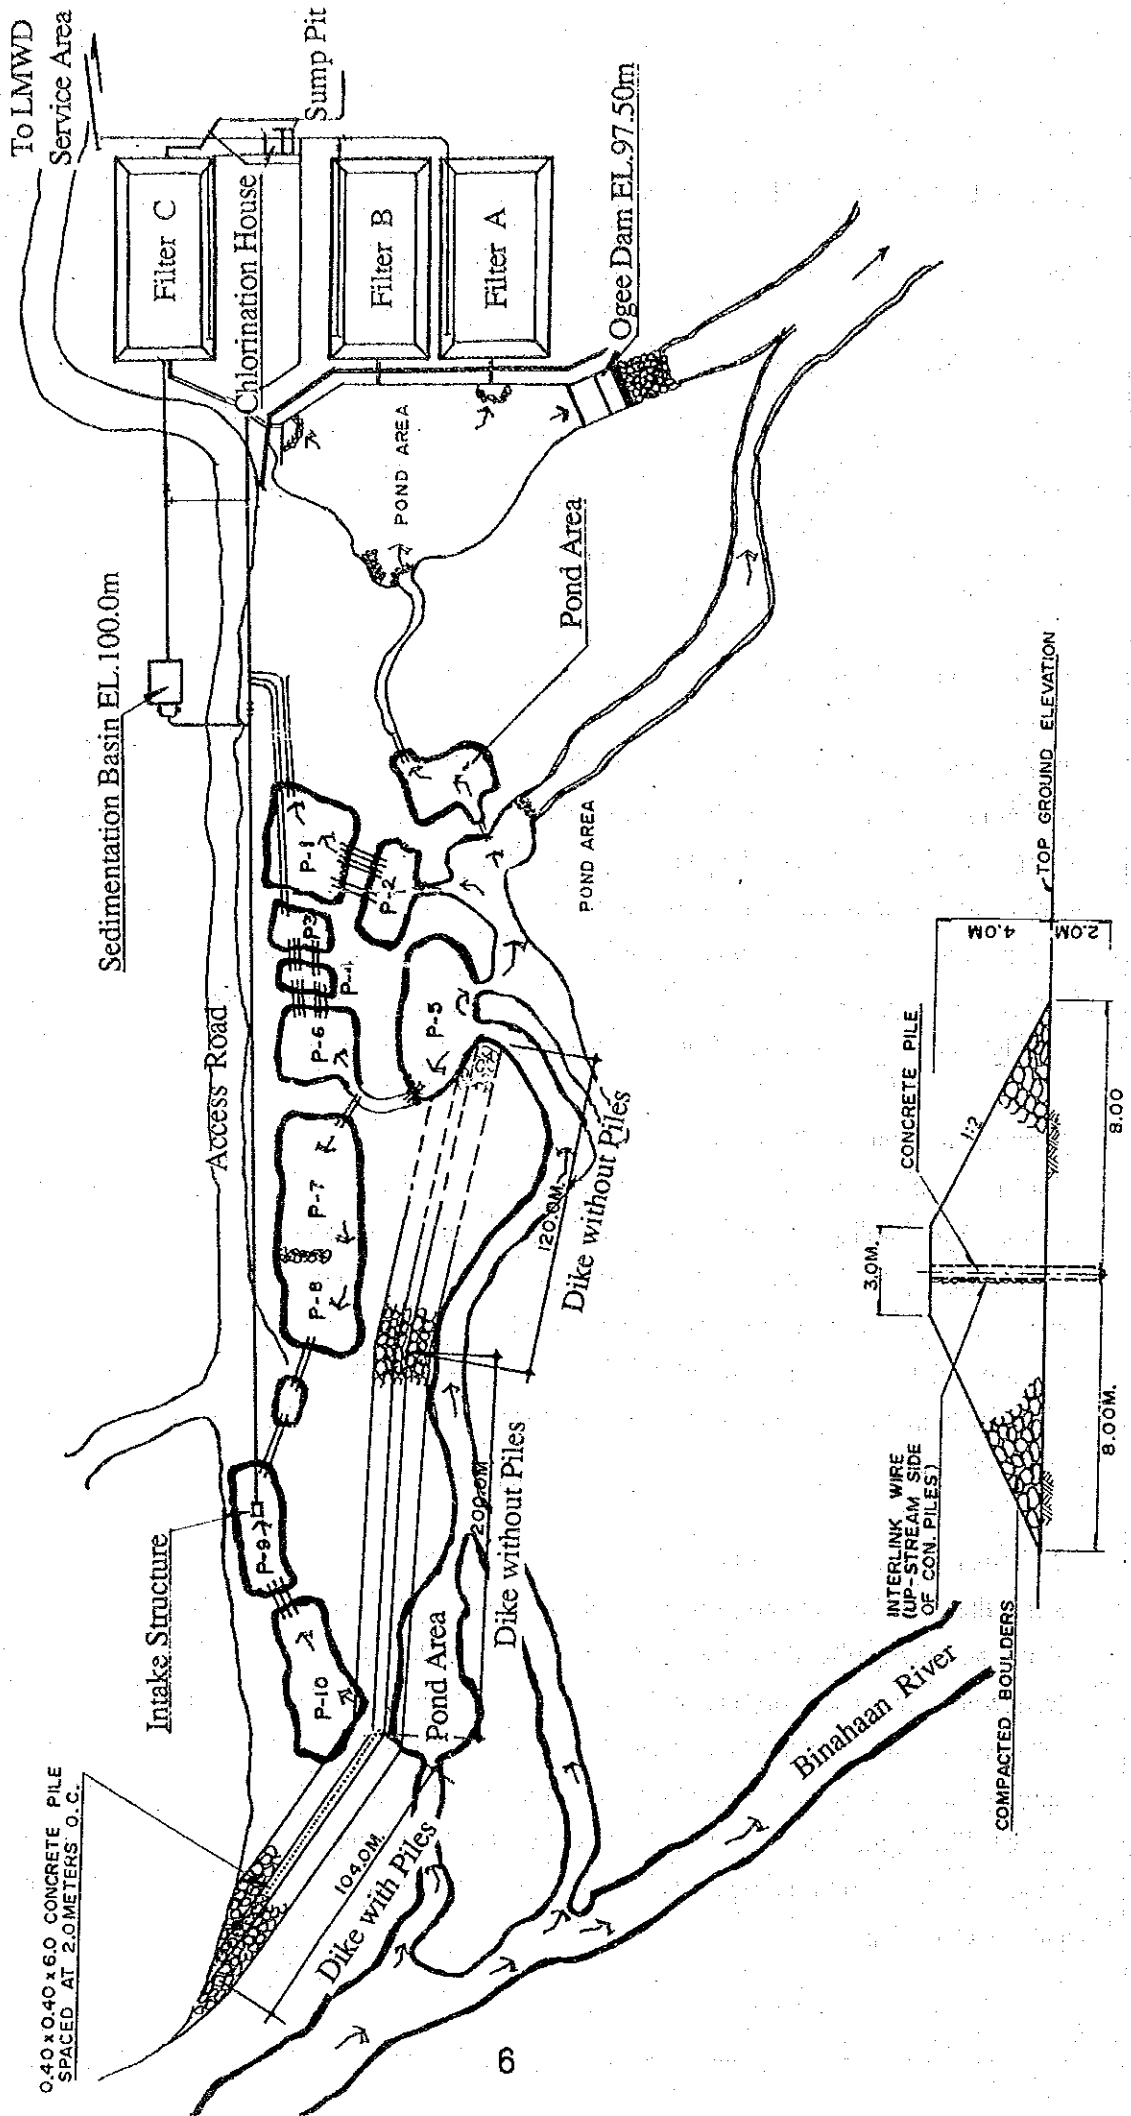 0.40 x 0.40 x 6.0 CONCRETE PILE
SPACED AT 2.0 METERS O.C.
Intake Structure
Access Road
Sedimentation Basin EL.100.0m
To LMWD
Service Area
Sump Pit
Filter C
Chlorination House
Filter B
Filter A
Ogee Dam EL.97.50m
P-10
P-9
P-8
P-7
P-6
P-4
P3
P-1
P-2
P-5
POND AREA
Pond Area
POND AREA
Pond Area
104.0M.
Dike with Piles
200.0M
Dike without Piles
120.0M.
Dike without Piles
Binahaan River
INTERLINK WIRE
(UP-STREAM SIDE
OF CON. PILES)
COMPACTED BOULDERS
3.0M.
CONCRETE PILE
1:2
4.0M
2.0M
TOP GROUND ELEVATION
8.00M.
8.00
6